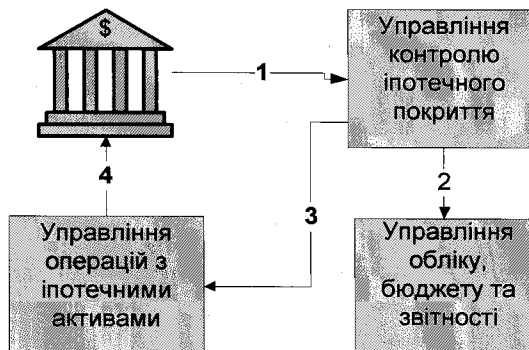 $
Управління
контролю
іпотечного
покриття
1
2
3
4
Управління
операцій з
іпотечними
активами
Управління
обліку,
бюджету та
звітності